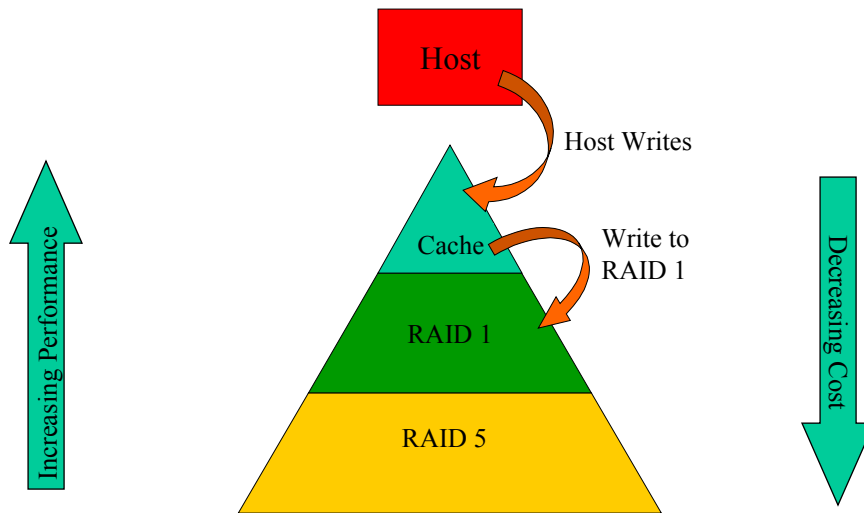 Host
Host Writes
Cache
Write to
RAID 1
RAID 1
RAID 5
Increasing Performance
Decreasing Cost